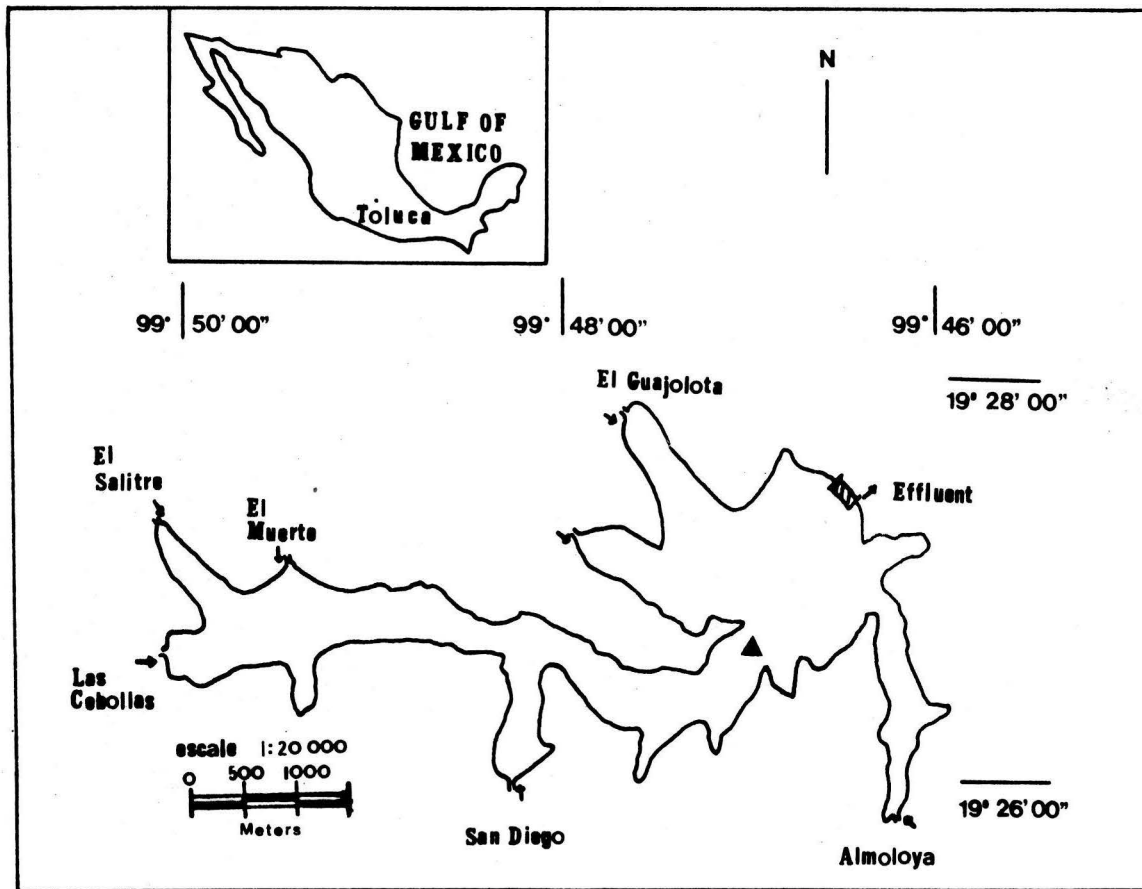 GULF OF
MEXICO
Toluca
N
99° 50' 00"
99° 48' 00"
99° 46' 00"
El Guajolota
19° 28' 00"
El
Salitre
El
Muerto
Effluent
Las
Cebollas
escale 1:20 000
0 500 1000
Meters
San Diego
19° 26' 00"
Almoloya